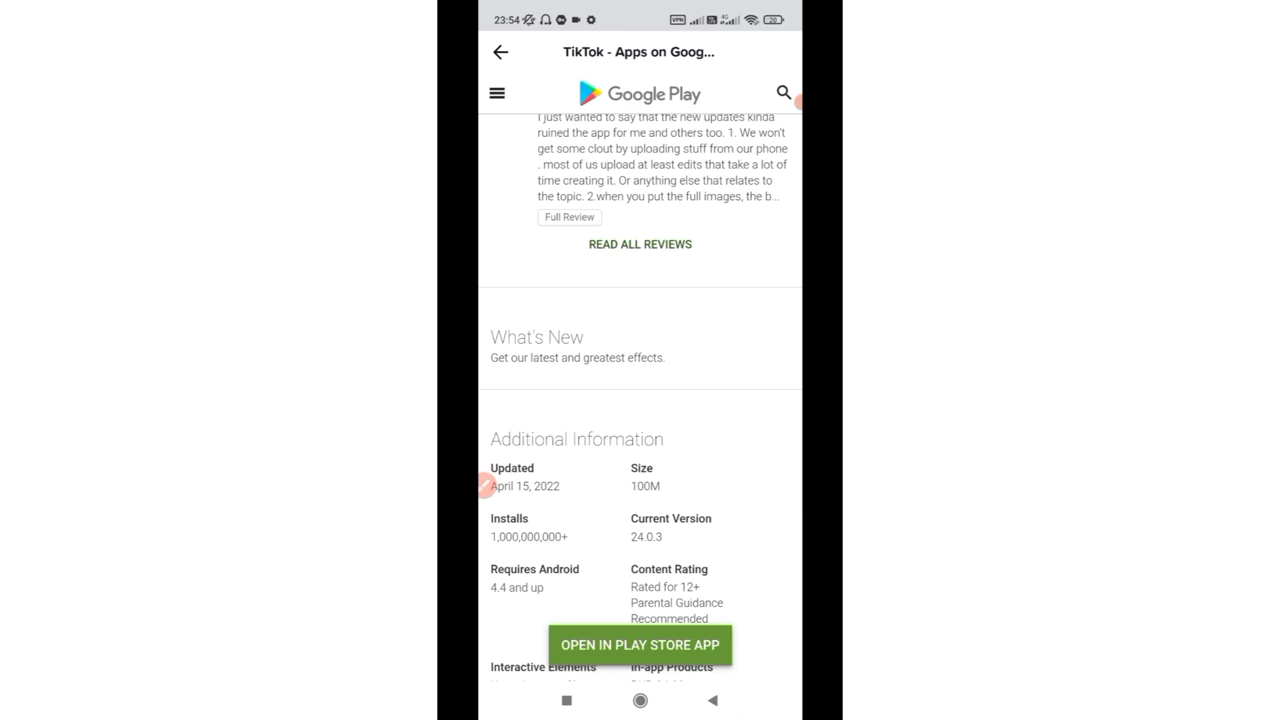 23:54
VPN
4G
20
TikTok - Apps on Goog...
Google Play
I just wanted to say that the new updates kinda
ruined the app for me and others too. 1. We won't
get some clout by uploading stuff from our phone
. most of us upload at least edits that take a lot of
time creating it. Or anything else that relates to
the topic. 2.when you put the full images, the b...
Full Review
READ ALL REVIEWS
What's New
Get our latest and greatest effects.
Additional Information
Updated
Size
April 15, 2022
100M
Installs
Current Version
1,000,000,000+
24.0.3
Requires Android
Content Rating
4.4 and up
Rated for 12+
Parental Guidance
Recommended
OPEN IN PLAY STORE APP
Interactive Elements
In-app Products